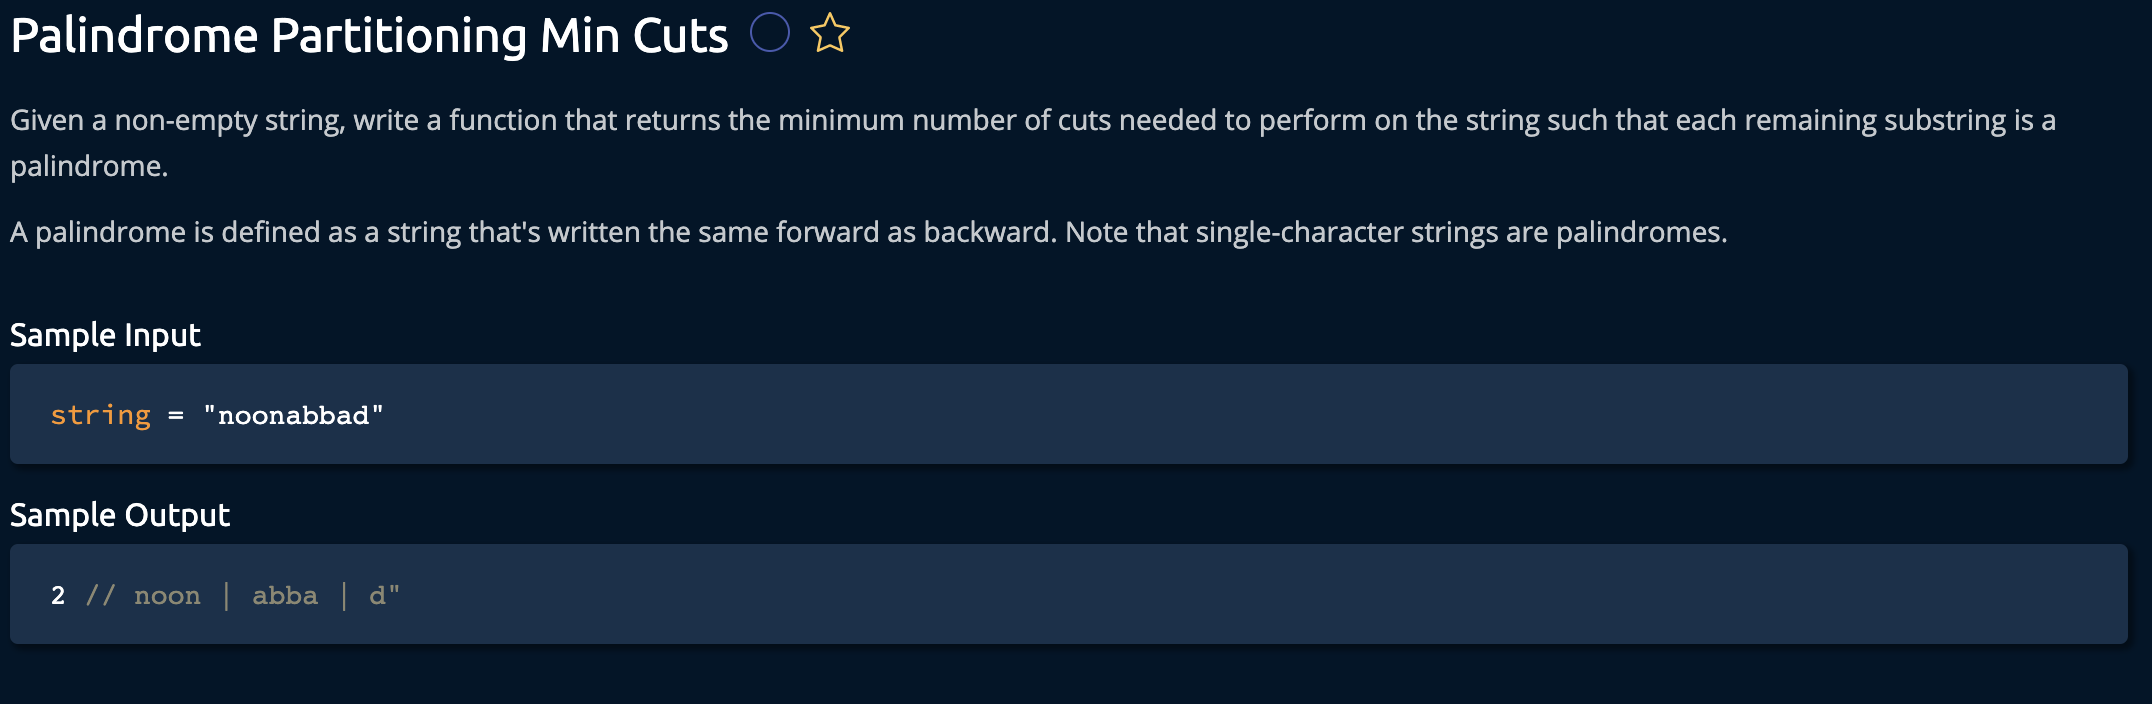 Palindrome Partitioning Min Cuts
Given a non-empty string, write a function that returns the minimum number of cuts needed to perform on the string such that each remaining substring is a
palindrome.
A palindrome is defined as a string that's written the same forward as backward. Note that single-character strings are palindromes.
Sample Input
string = "noonabbad"
Sample Output
2 // noon | abba | d"